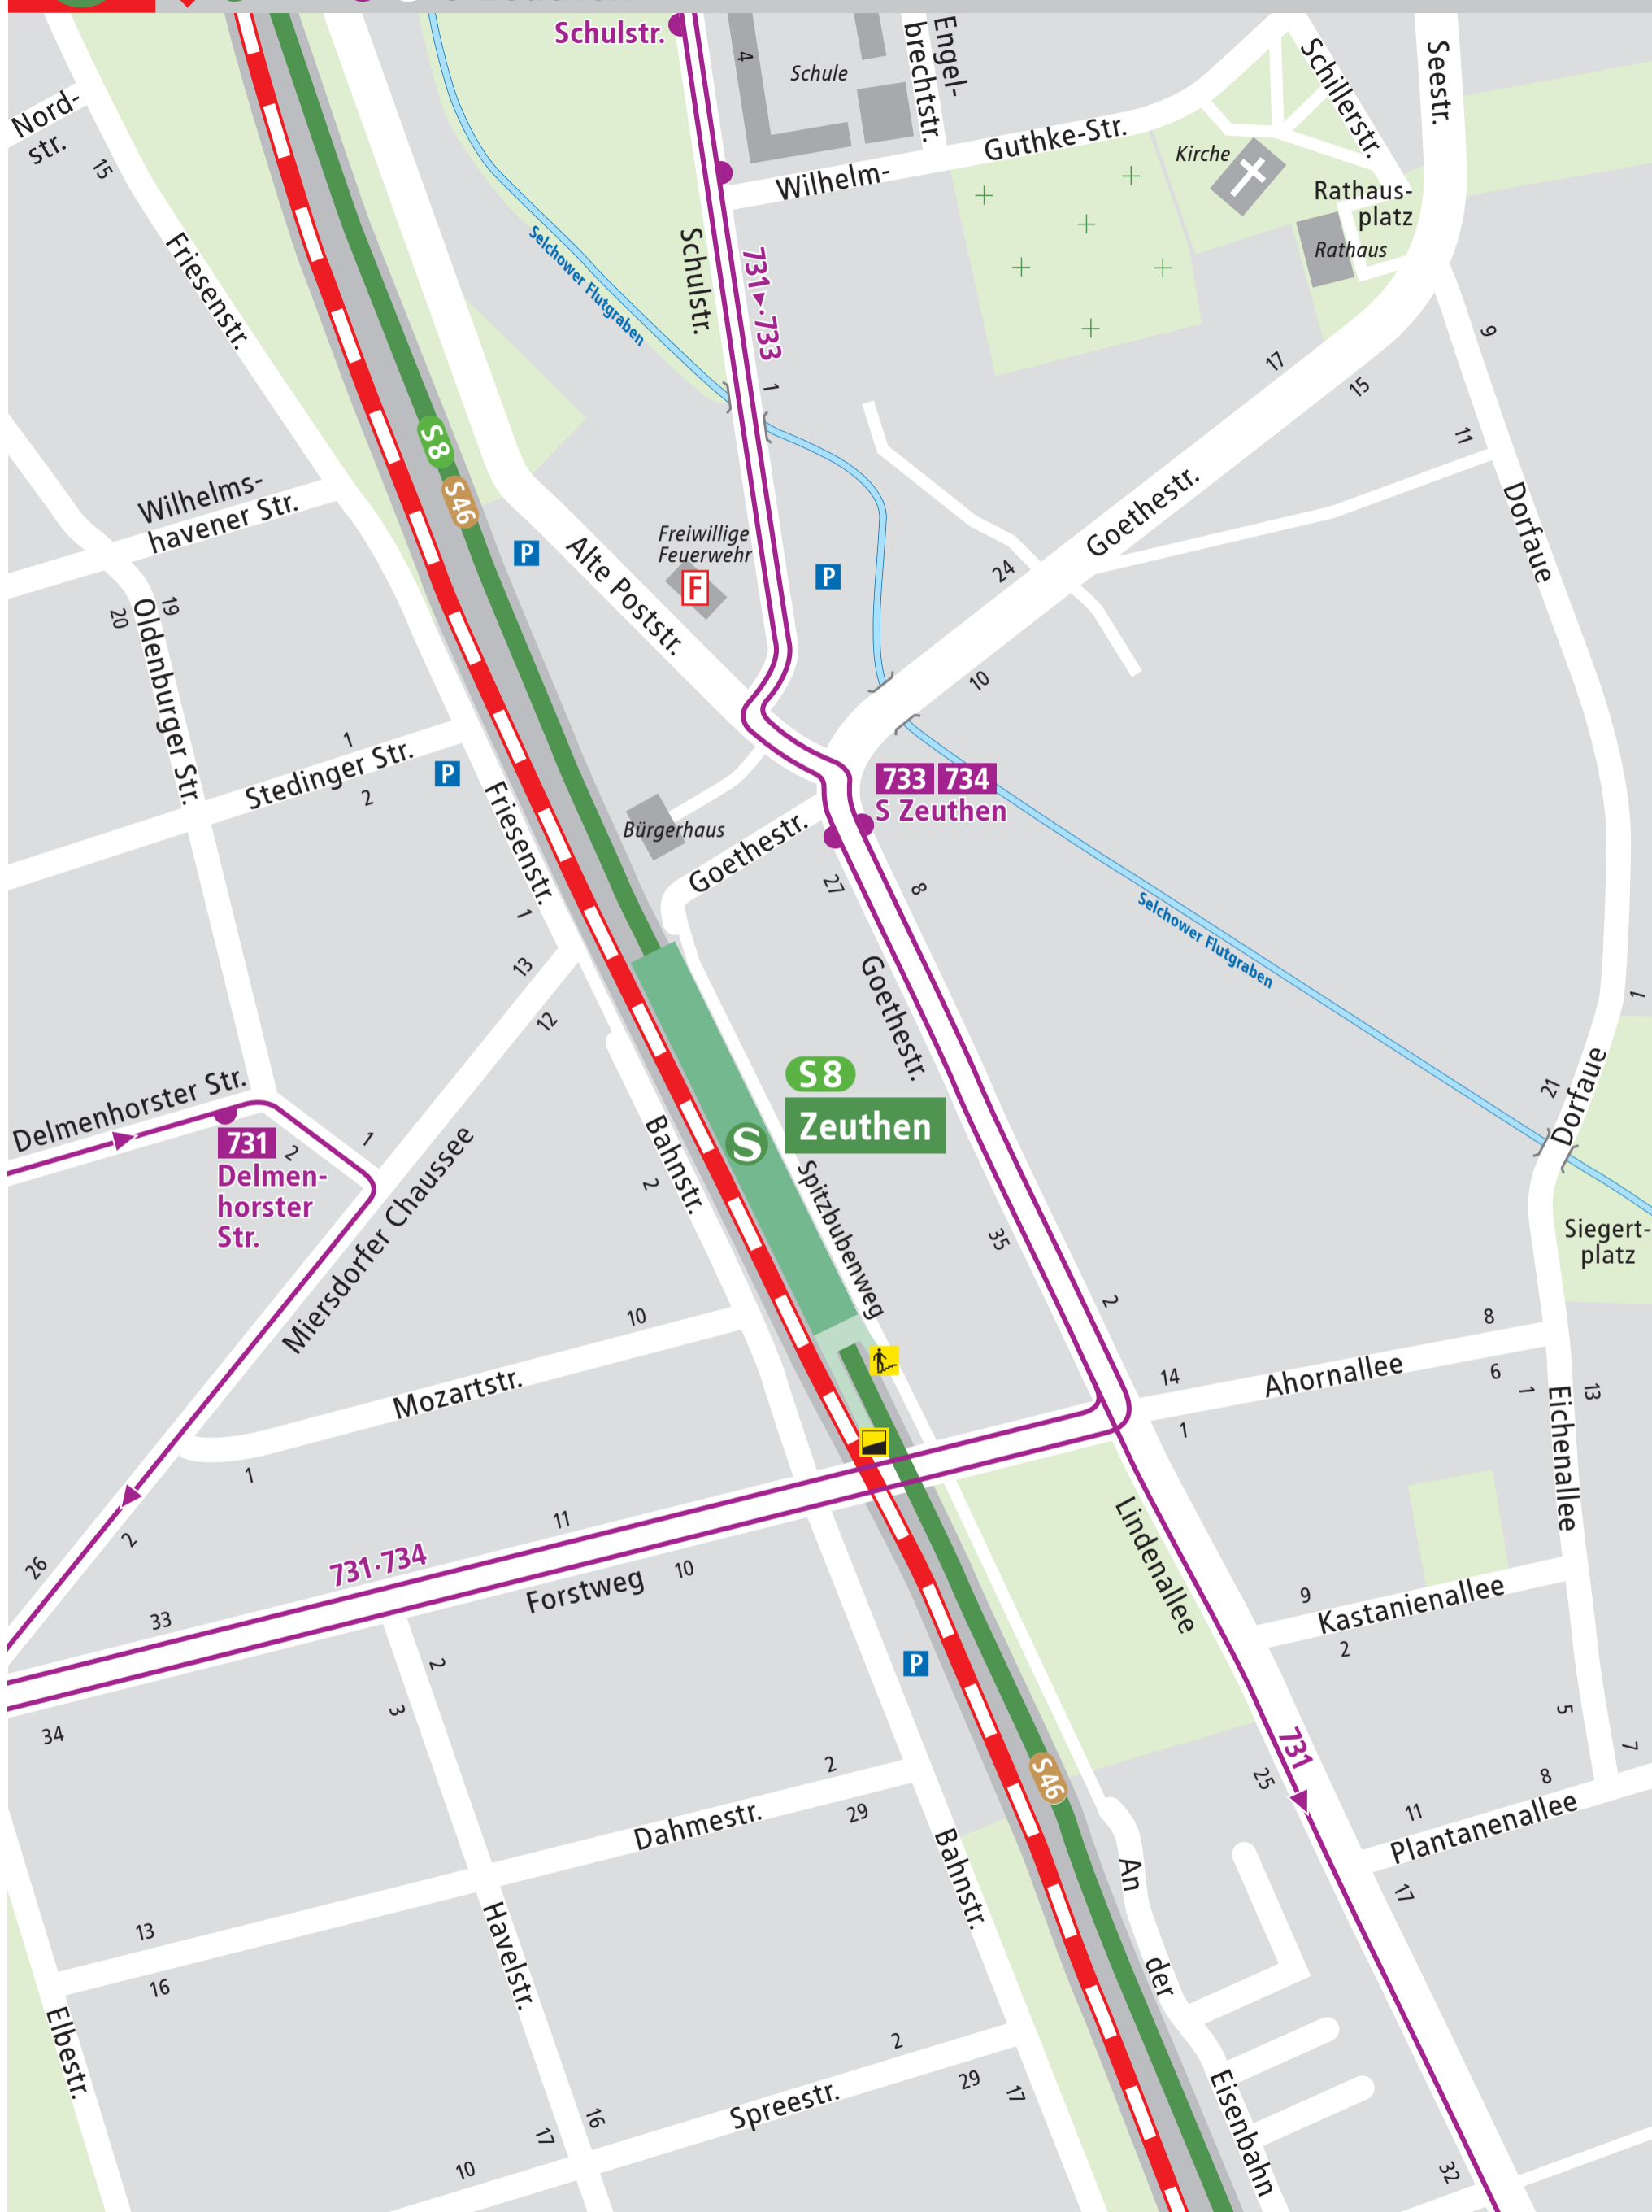 Schulstr.
4
Schule
Engel-
brechtstr.
Schillerstr.
Seestr.
Nord-
str.
15
Guthke-Str.
Wilhelm-
Kirche
Rathaus-
platz
Rathaus
Friesenstr.
Selchower Flutgraben
Schulstr.
731▸·733
1
9
17
15
11
S 8
S46
Wilhelms-
havener Str.
Freiwillige
Feuerwehr
F
P
P
Alte Poststr.
Goethestr.
24
Dorfaue
20
19
Oldenburger Str.
10
1
Stedinger Str.
2
P
733 734
S Zeuthen
Friesenstr.
Bürgerhaus
Goethestr.
27
8
1
13
12
Selchower Flutgraben
Goethestr.
1
S 8
Zeuthen
S
Delmenhorster Str.
731
Delmen-
horster
Str.
2
1
Miersdorfer Chaussee
Bahnstr.
2
Spitzbubenweg
35
21
Dorfaue
Siegert-
platz
2
10
Mozartstr.
1
14
Ahornallee
8
6
1
1
13
Eichenallee
2
26
11
731·734
10
Forstweg
33
34
2
3
Lindenallee
9
Kastanienallee
2
P
5
7
731
25
S46
8
11
Plantanenallee
17
2
Dahmestr.
29
Bahnstr.
An
der
Eisenbahn
13
16
Havelstr.
Elbestr.
2
Spreestr.
29
17
16
17
10
32